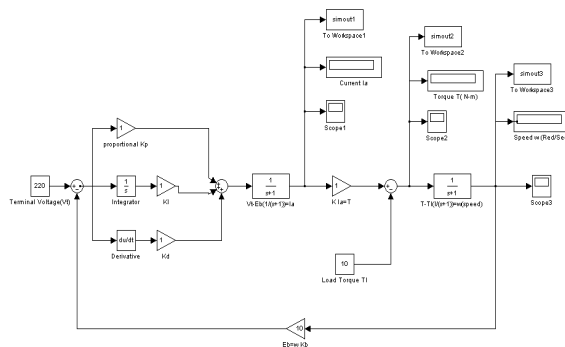 simout1
To Workspace1
simout2
To Workspace2
simout3
To Workspace3
Current Ia
Torque T( N-m)
Speed w (Red/Se
Scope1
Scope2
1
proportional Kp
220
Terminal Voltage(Vt)
1
s
Integrator
1
KI
1
s+1
Vt-Eb(1/(s+1))=Ia
1
K Ia=T
1
s+1
T-Tl(I/(s+1))=w(speed)
Scope3
du/dt
Derivative
1
Kd
10
Load Torque Tl
10
Eb=w Kb